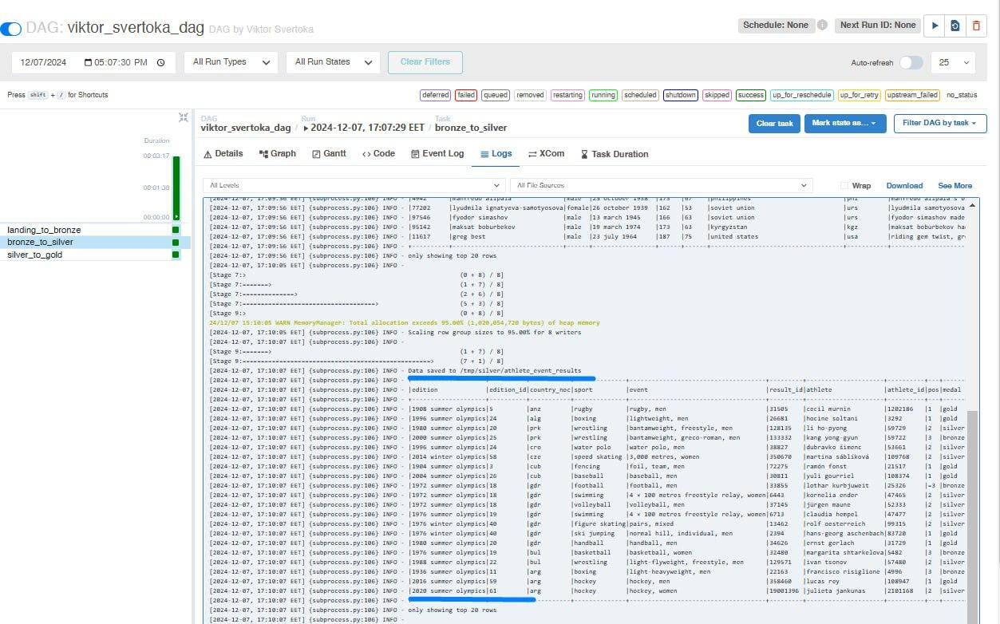 DAG: viktor_svertoka_dag DAG by Viktor Svertoka
Schedule: None Next Run ID: None
12/07/2024 05:07:30 PM All Run Types All Run States Clear Filters Auto-refresh 25
Press shift + / for Shortcuts
deferred failed queued removed restarting running scheduled shutdown skipped success up_for_reschedule up_for_retry upstream_failed no_status
Duration
00:03:17
00:01:38
00:00:00
landing_to_bronze
bronze_to_silver
silver_to_gold
DAG Run Task
viktor_svertoka_dag / 2024-12-07, 17:07:29 EET / bronze_to_silver
Clear task Mark state as... Filter DAG by task
Details Graph Gantt Code Event Log Logs XCom Task Duration
All Levels All File Sources Wrap Download See More
[2024-12-07, 17:09:56 EET] {subprocess.py:106} INFO - |4942 |manfredo alipala |male |25 october 1938 |173 |67 |philippines |phi |manfredo alipala's b
[2024-12-07, 17:09:56 EET] {subprocess.py:106} INFO - |77202 |lyudmila ignatyeva-samotyosova|female|26 october 1939 |162 |53 |soviet union |urs |lyudmila samotyosova
[2024-12-07, 17:09:56 EET] {subprocess.py:106} INFO - |97546 |fyodor simashov |male |13 march 1945 |166 |63 |soviet union |urs |fyodor simashov made
[2024-12-07, 17:09:56 EET] {subprocess.py:106} INFO - |95142 |maksat boburbekov |male |19 march 1974 |173 |63 |kyrgyzstan |kgz |maksat boburbekov ha
[2024-12-07, 17:09:56 EET] {subprocess.py:106} INFO - |11617 |greg best |male |23 july 1964 |187 |75 |united states |usa |riding gem twist, gr
[2024-12-07, 17:09:56 EET] {subprocess.py:106} INFO - +
[2024-12-07, 17:09:56 EET] {subprocess.py:106} INFO - only showing top 20 rows
[2024-12-07, 17:10:05 EET] {subprocess.py:106} INFO -
[Stage 7:> (0 + 8) / 8]
[Stage 7:=======> (1 + 7) / 8]
[Stage 7:==============> (2 + 6) / 8]
[Stage 7:====================================> (5 + 3) / 8]
[Stage 9:> (0 + 8) / 8]
24/12/07 15:10:05 WARN MemoryManager: Total allocation exceeds 95.00% (1,020,054,720 bytes) of heap memory
[2024-12-07, 17:10:05 EET] {subprocess.py:106} INFO - Scaling row group sizes to 95.00% for 8 writers
[2024-12-07, 17:10:07 EET] {subprocess.py:106} INFO -
[Stage 9:=======> (1 + 7) / 8]
[Stage 9:==================================================> (7 + 1) / 8]
[2024-12-07, 17:10:07 EET] {subprocess.py:106} INFO - Data saved to /tmp/silver/athlete_event_results
[2024-12-07, 17:10:07 EET] {subprocess.py:106} INFO -
[2024-12-07, 17:10:07 EET] {subprocess.py:106} INFO - |edition |edition_id|country_noc|sport |event |result_id|athlete |athlete_id|pos|medal
[2024-12-07, 17:10:07 EET] {subprocess.py:106} INFO - +
[2024-12-07, 17:10:07 EET] {subprocess.py:106} INFO - |1908 summer olympics|5 |anz |rugby |rugby, men |31505 |cecil murnin |1202186 |1 |gold
[2024-12-07, 17:10:07 EET] {subprocess.py:106} INFO - |1996 summer olympics|24 |alg |boxing |lightweight, men |26681 |hocine soltani |3292 |1 |gold
[2024-12-07, 17:10:07 EET] {subprocess.py:106} INFO - |1980 summer olympics|20 |prk |wrestling |bantamweight, freestyle, men |128135 |li ho-pyong |59729 |2 |silver
[2024-12-07, 17:10:07 EET] {subprocess.py:106} INFO - |2000 summer olympics|25 |prk |wrestling |bantamweight, greco-roman, men |133332 |kang yong-gyun |59722 |3 |bronze
[2024-12-07, 17:10:07 EET] {subprocess.py:106} INFO - |1996 summer olympics|24 |cro |water polo |water polo, men |38827 |dubravko šimenc |53661 |2 |silver
[2024-12-07, 17:10:07 EET] {subprocess.py:106} INFO - |2014 winter olympics|58 |cze |speed skating |3,000 metres, women |350670 |martina sáblíková |109768 |2 |silver
[2024-12-07, 17:10:07 EET] {subprocess.py:106} INFO - |1904 summer olympics|3 |cub |fencing |foil, team, men |72275 |ramón fonst |21517 |1 |gold
[2024-12-07, 17:10:07 EET] {subprocess.py:106} INFO - |2004 summer olympics|26 |cub |baseball |baseball, men |30811 |yuli gourriel |108374 |1 |gold
[2024-12-07, 17:10:07 EET] {subprocess.py:106} INFO - |1972 summer olympics|18 |gdr |football |football, men |33855 |lothar kurbjuweit |25326 |=3 |bronze
[2024-12-07, 17:10:07 EET] {subprocess.py:106} INFO - |1972 summer olympics|18 |gdr |swimming |4 × 100 metres freestyle relay, women|6443 |kornelia ender |47465 |2 |silver
[2024-12-07, 17:10:07 EET] {subprocess.py:106} INFO - |1972 summer olympics|18 |gdr |volleyball |volleyball, men |37145 |jürgen maune |52333 |2 |silver
[2024-12-07, 17:10:07 EET] {subprocess.py:106} INFO - |1976 summer olympics|19 |gdr |swimming |4 × 100 metres freestyle relay, women|6713 |claudia hempel |47477 |2 |silver
[2024-12-07, 17:10:07 EET] {subprocess.py:106} INFO - |1976 winter olympics|40 |gdr |figure skating|pairs, mixed |13462 |rolf oesterreich |99315 |2 |silver
[2024-12-07, 17:10:07 EET] {subprocess.py:106} INFO - |1976 winter olympics|40 |gdr |ski jumping |normal hill, individual, men |2394 |hans-georg aschenbach|83720 |1 |gold
[2024-12-07, 17:10:07 EET] {subprocess.py:106} INFO - |1980 summer olympics|20 |gdr |handball |handball, men |34626 |ernst gerlach |31729 |1 |gold
[2024-12-07, 17:10:07 EET] {subprocess.py:106} INFO - |1976 summer olympics|19 |bul |basketball |basketball, women |32480 |margarita shtarkelova|5482 |3 |bronze
[2024-12-07, 17:10:07 EET] {subprocess.py:106} INFO - |1988 summer olympics|22 |bul |wrestling |light-flyweight, freestyle, men |129571 |ivan tsonov |57480 |2 |silver
[2024-12-07, 17:10:07 EET] {subprocess.py:106} INFO - |1936 summer olympics|11 |arg |boxing |light-heavyweight, men |22163 |francisco risiglione |4996 |3 |bronze
[2024-12-07, 17:10:07 EET] {subprocess.py:106} INFO - |2016 summer olympics|59 |arg |hockey |hockey, men |358460 |lucas rey |108947 |1 |gold
[2024-12-07, 17:10:07 EET] {subprocess.py:106} INFO - |2020 summer olympics|61 |arg |hockey |hockey, women |19001396 |julieta jankunas |2101168 |2 |silver
[2024-12-07, 17:10:07 EET] {subprocess.py:106} INFO -
[2024-12-07, 17:10:07 EET] {subprocess.py:106} INFO - only showing top 20 rows
[2024-12-07, 17:10:07 EET] {subprocess.py:106} INFO -